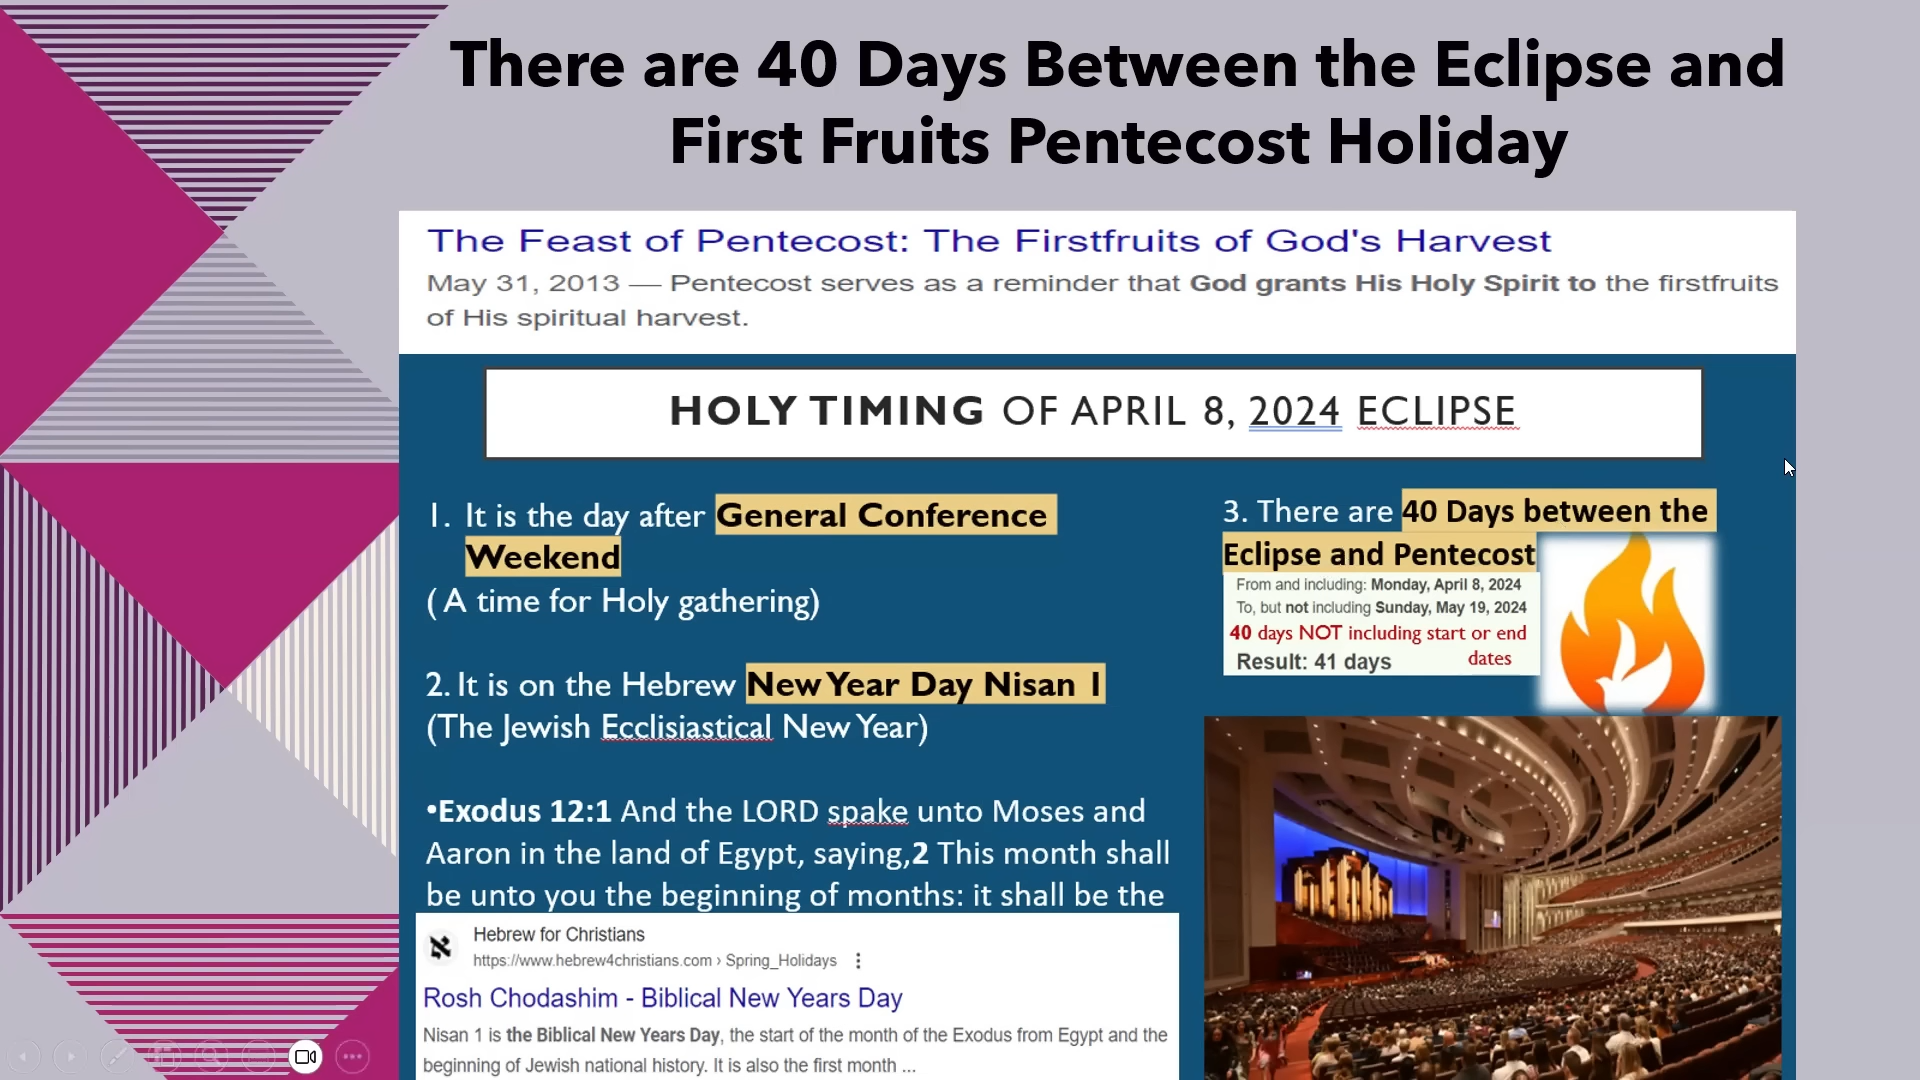 There are 40 Days Between the Eclipse and
First Fruits Pentecost Holiday
The Feast of Pentecost: The Firstfruits of God's Harvest
May 31, 2013 — Pentecost serves as a reminder that God grants His Holy Spirit to the firstfruits
of His spiritual harvest.
HOLY TIMING OF APRIL 8, 2024 ECLIPSE
1. It is the day after General Conference
Weekend
( A time for Holy gathering)
2. It is on the Hebrew New Year Day Nisan 1
(The Jewish Ecclisiastical New Year)
•Exodus 12:1 And the LORD spake unto Moses and
Aaron in the land of Egypt, saying,2 This month shall
be unto you the beginning of months: it shall be the
Hebrew for Christians
https://www.hebrew4christians.com › Spring_Holidays
Rosh Chodashim - Biblical New Years Day
Nisan 1 is the Biblical New Years Day, the start of the month of the Exodus from Egypt and the
beginning of Jewish national history. It is also the first month ...
3. There are 40 Days between the
Eclipse and Pentecost
From and including: Monday, April 8, 2024
To, but not including Sunday, May 19, 2024
40 days NOT including start or end
dates
Result: 41 days